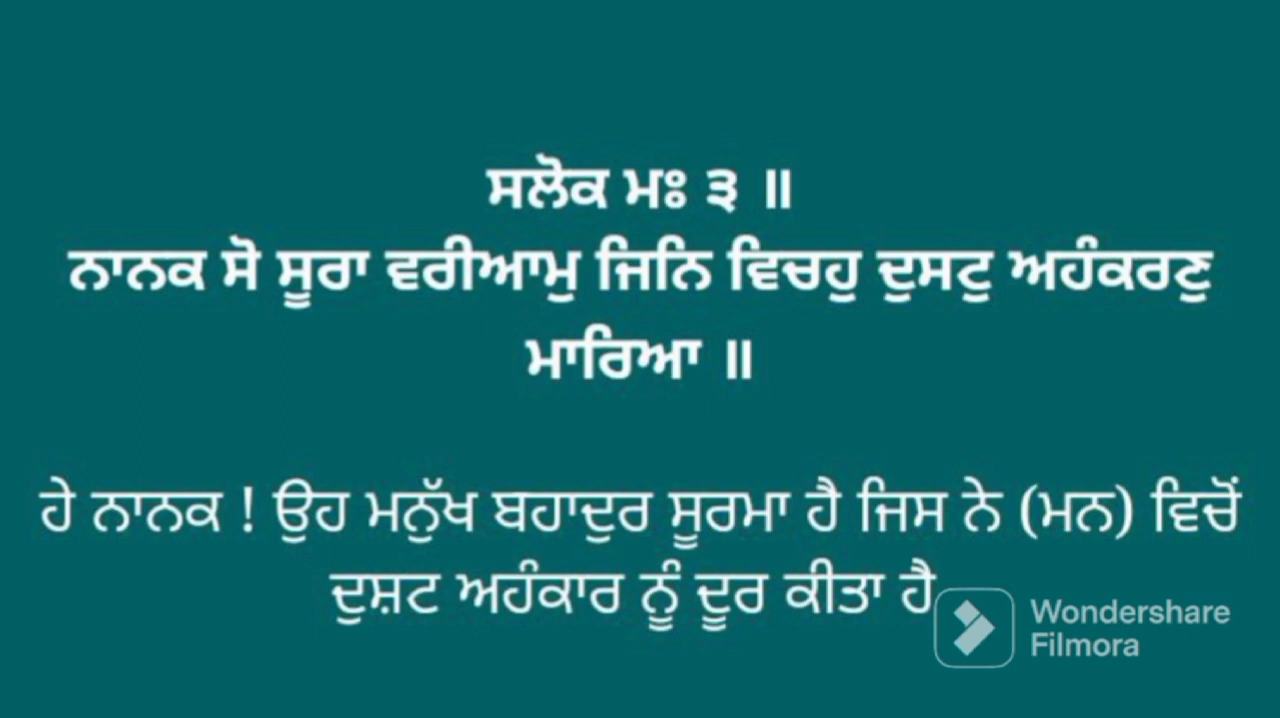 ਸਲੋਕ ਮਃ ੩ ॥
ਨਾਨਕ ਸੋ ਸੂਰਾ ਵਰੀਆਮੁ ਜਿਨਿ ਵਿਚਹੁ ਦੁਸਟੁ ਅਹੰਕਰਣੁ
ਮਾਰਿਆ ॥
ਹੇ ਨਾਨਕ ! ਉਹ ਮਨੁੱਖ ਬਹਾਦੁਰ ਸੂਰਮਾ ਹੈ ਜਿਸ ਨੇ (ਮਨ) ਵਿਚੋਂ
ਦੁਸ਼ਟ ਅਹੰਕਾਰ ਨੂੰ ਦੂਰ ਕੀਤਾ ਹੈ
Wondershare
Filmora